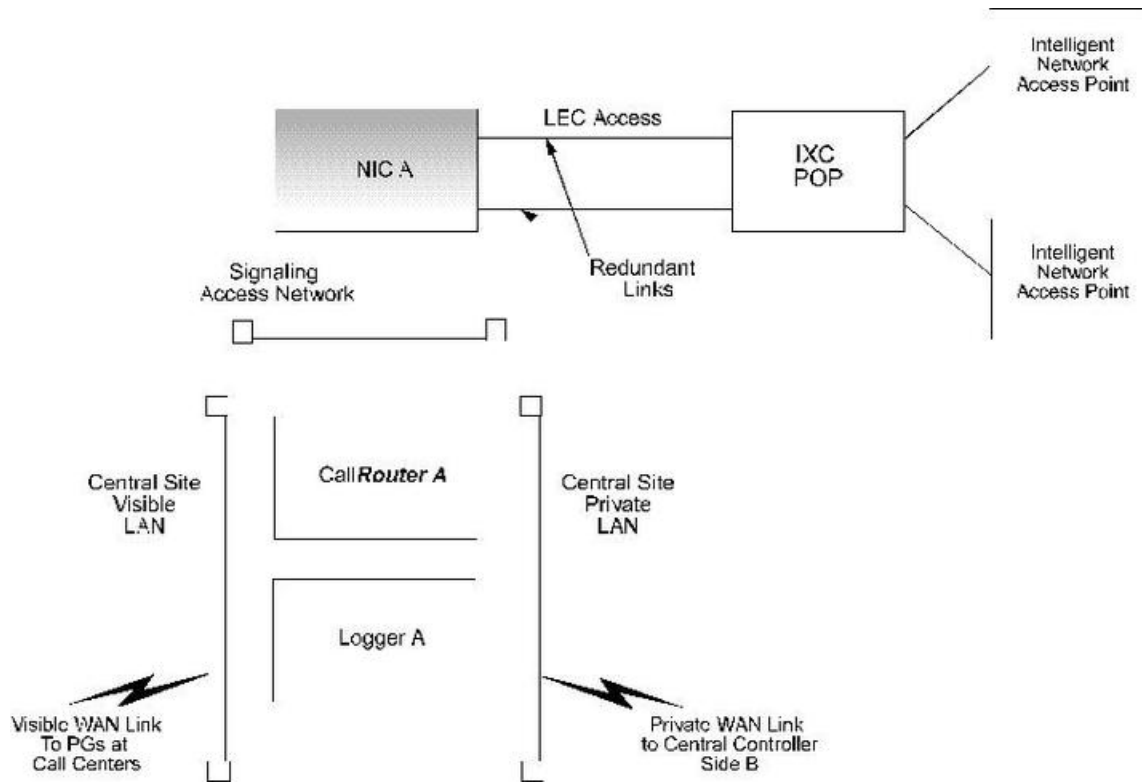 Intelligent
Network
Access Point
LEC Access
NIC A
IXC
POP
Redundant
Links
Intelligent
Network
Access Point
Signaling
Access Network
CallRouter A
Central Site
Visible
LAN
Central Site
Private
LAN
Logger A
Visible WAN Link
To PGs at
Call Centers
Private WAN Link
to Central Controller
Side B